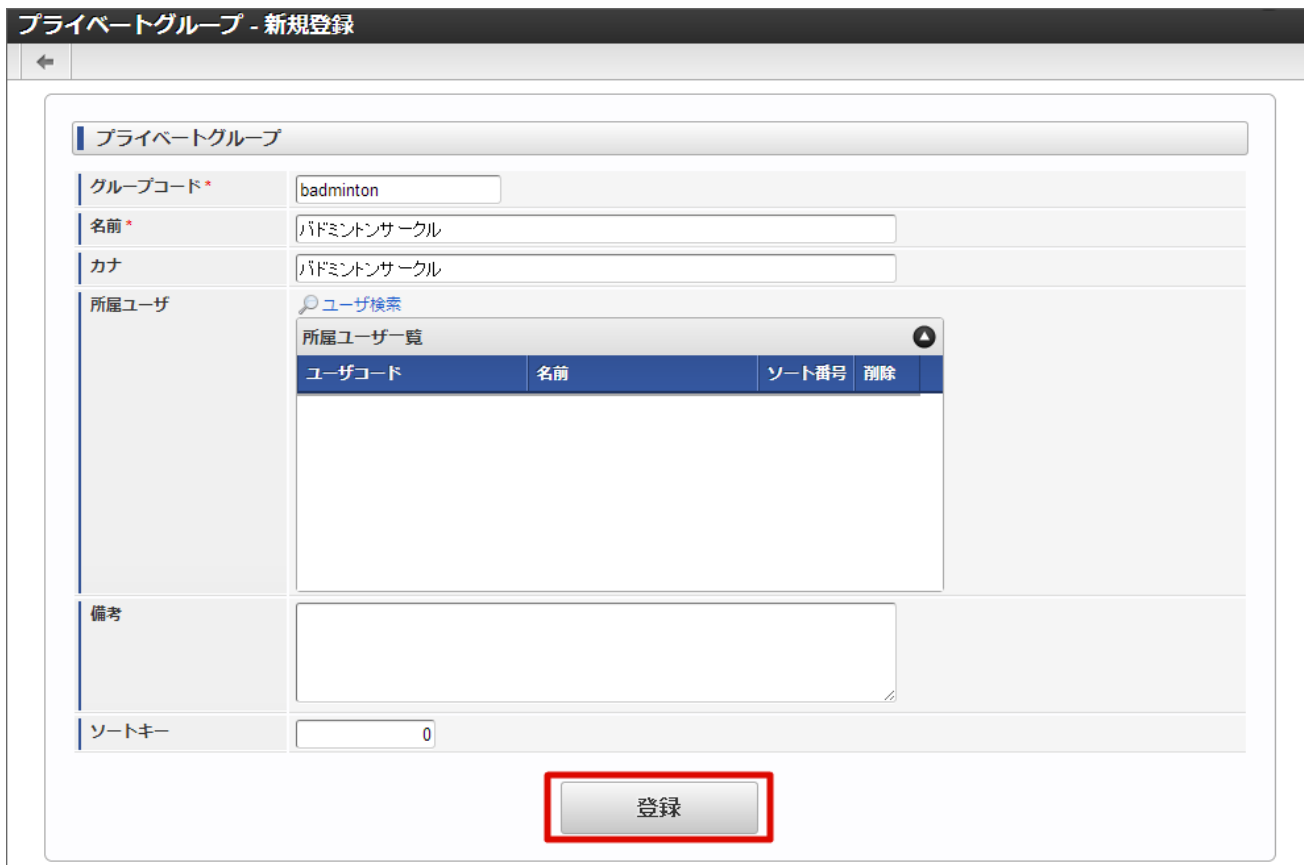 プライベートグループ - 新規登録
プライベートグループ
グループコード*
badminton
名前*
バドミントンサークル
カナ
バドミントンサークル
所属ユーザ
ユーザ検索
所属ユーザ一覧
ユーザコード 名前 ソート番号 削除
備考
ソートキー
0
登録